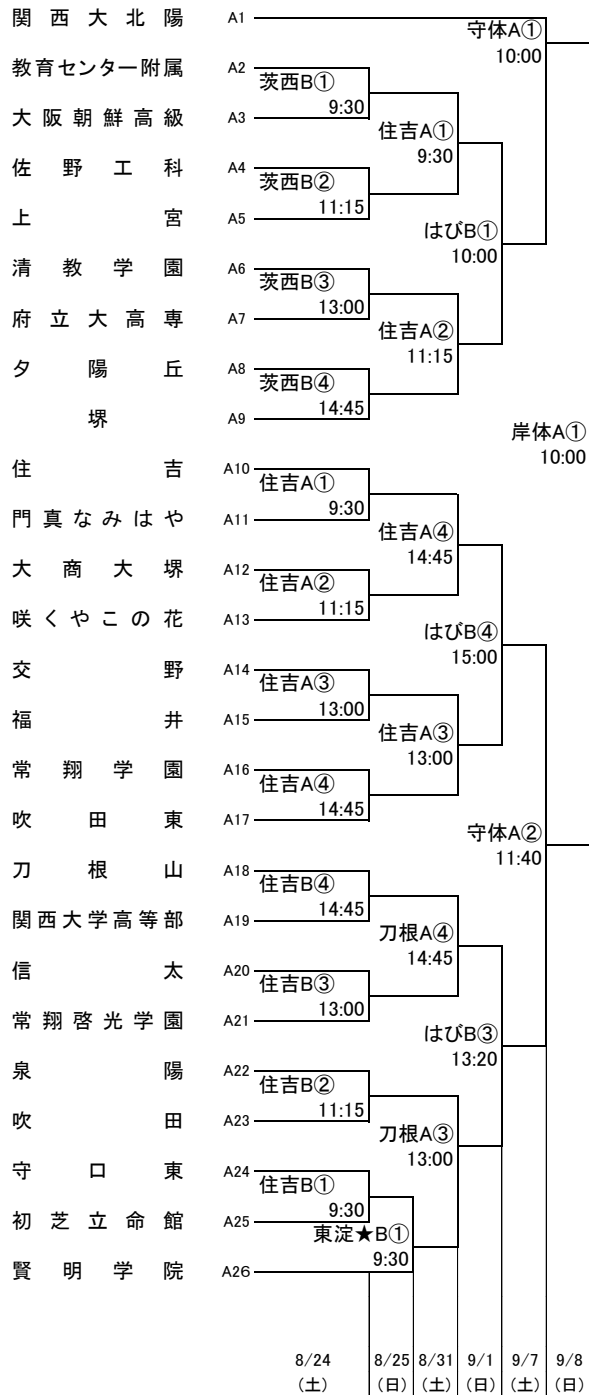 関西大北陽 A1 守体A①
10:00
教育センター附属 A2
茨西B①
9:30
大阪朝鮮高級 A3
住吉A①
9:30
佐野工科 A4
茨西B②
11:15
上宮 A5
はびB①
10:00
清教学園 A6
茨西B③
13:00
府立大高専 A7
住吉A②
11:15
夕陽丘 A8
茨西B④
14:45
堺 A9
岸体A①
10:00
住吉 A10
住吉A①
9:30
門真なみはや A11
住吉A④
14:45
大商大堺 A12
住吉A②
11:15
咲くやこの花 A13
はびB④
15:00
交野 A14
住吉A③
13:00
福井 A15
住吉A③
13:00
常翔学園 A16
住吉A④
14:45
吹田東 A17
守体A②
11:40
刀根山 A18
住吉B④
14:45
関西大学高等部 A19
刀根A④
14:45
信太 A20
住吉B③
13:00
常翔啓光学園 A21
はびB③
13:20
泉陽 A22
住吉B②
11:15
吹田 A23
刀根A③
13:00
守口東 A24
住吉B①
9:30
初芝立命館 A25
東淀★B①
9:30
賢明学院 A26
8/24 8/25 8/31 9/1 9/7 9/8
(土) (日) (土) (日) (土) (日)